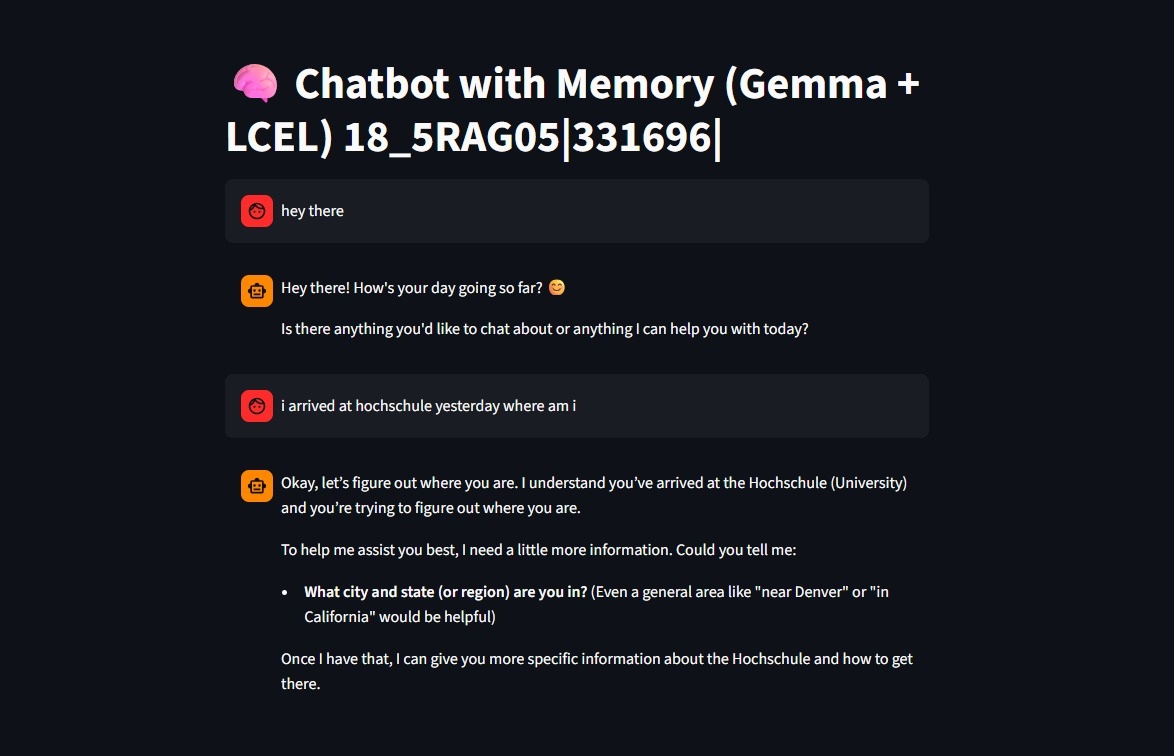 🧠 Chatbot with Memory (Gemma +
LCEL) 18_5RAG05|331696|
hey there
Hey there! How's your day going so far? 😊
Is there anything you'd like to chat about or anything I can help you with today?
i arrived at hochschule yesterday where am i
Okay, let’s figure out where you are. I understand you’ve arrived at the Hochschule (University)
and you’re trying to figure out where you are.
To help me assist you best, I need a little more information. Could you tell me:
• What city and state (or region) are you in? (Even a general area like "near Denver" or "in
California" would be helpful)
Once I have that, I can give you more specific information about the Hochschule and how to get
there.